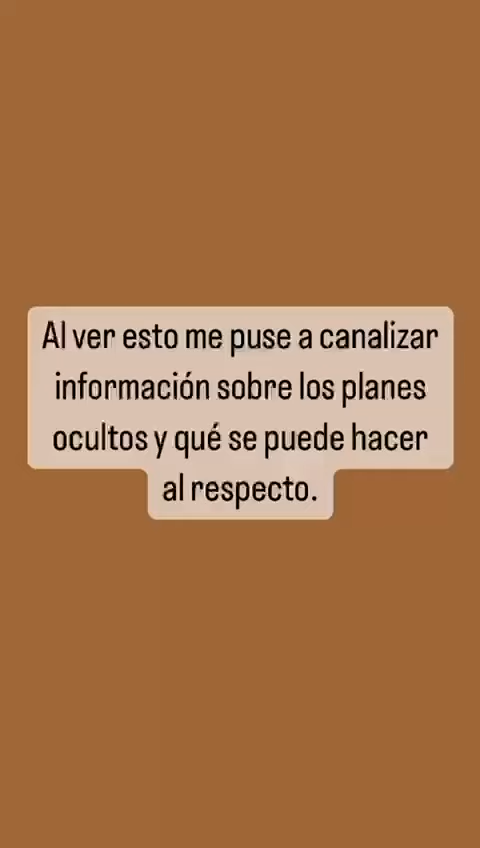 Al ver esto me puse a canalizar
información sobre los planes
ocultos y qué se puede hacer
al respecto.